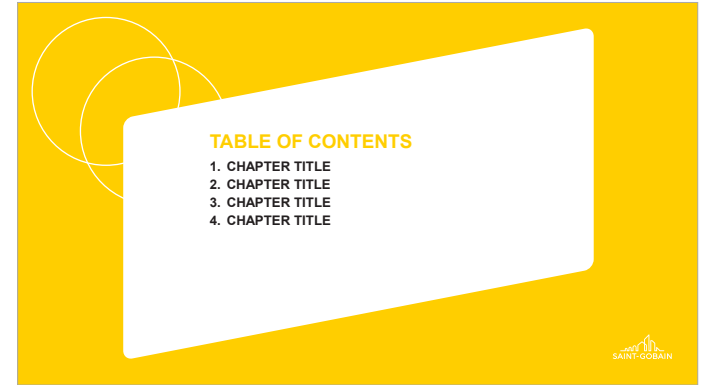 TABLE OF CONTENTS
1. CHAPTER TITLE
2. CHAPTER TITLE
3. CHAPTER TITLE
4. CHAPTER TITLE
SAINT-GOBAIN